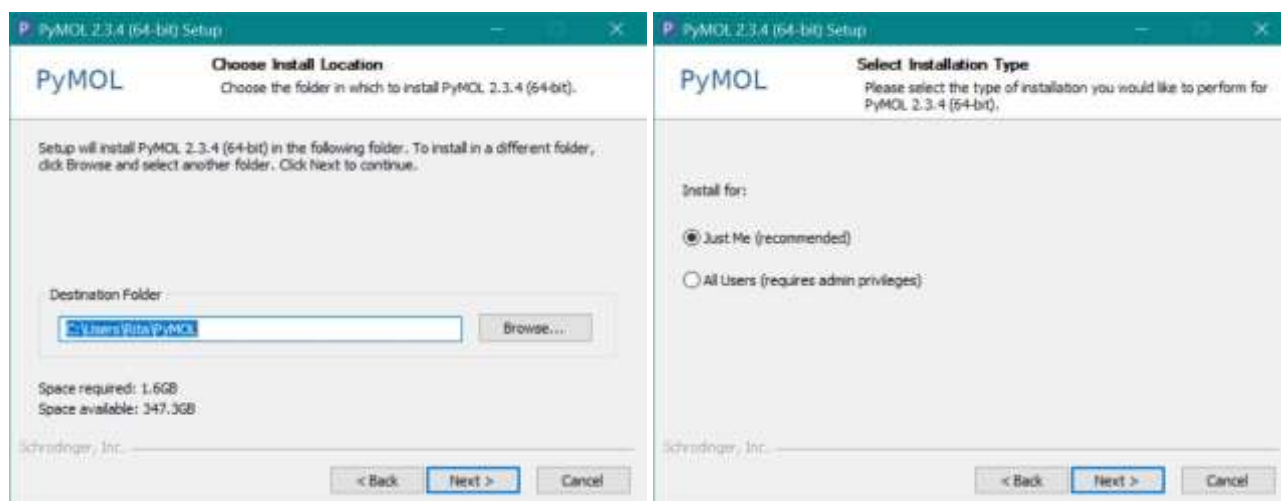 PyMOL 2.3.4 (64-bit) Setup
PyMOL
Choose Install Location
Choose the folder in which to install PyMOL 2.3.4 (64-bit).
Setup will install PyMOL 2.3.4 (64-bit) in the following folder. To install in a different folder,
click Browse and select another folder. Click Next to continue.
Destination Folder
C:\Users\Rita\PyMOL
Browse...
Space required: 1.6GB
Space available: 347.3GB
Schrodinger, Inc.
< Back
Next >
Cancel
PyMOL 2.3.4 (64-bit) Setup
PyMOL
Select Installation Type
Please select the type of installation you would like to perform for
PyMOL 2.3.4 (64-bit).
Install for:
Just Me (recommended)
All Users (requires admin privileges)
Schrodinger, Inc.
< Back
Next >
Cancel